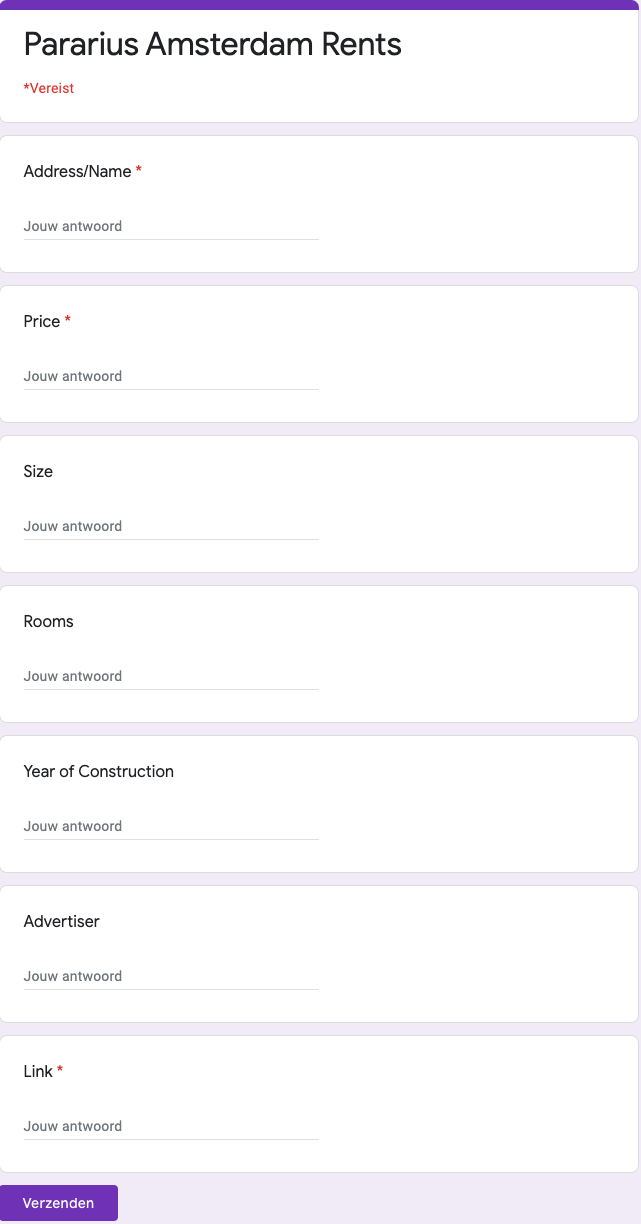 Pararius Amsterdam Rents
*Vereist
Address/Name *
Jouw antwoord
Price *
Jouw antwoord
Size
Jouw antwoord
Rooms
Jouw antwoord
Year of Construction
Jouw antwoord
Advertiser
Jouw antwoord
Link *
Jouw antwoord
Verzenden